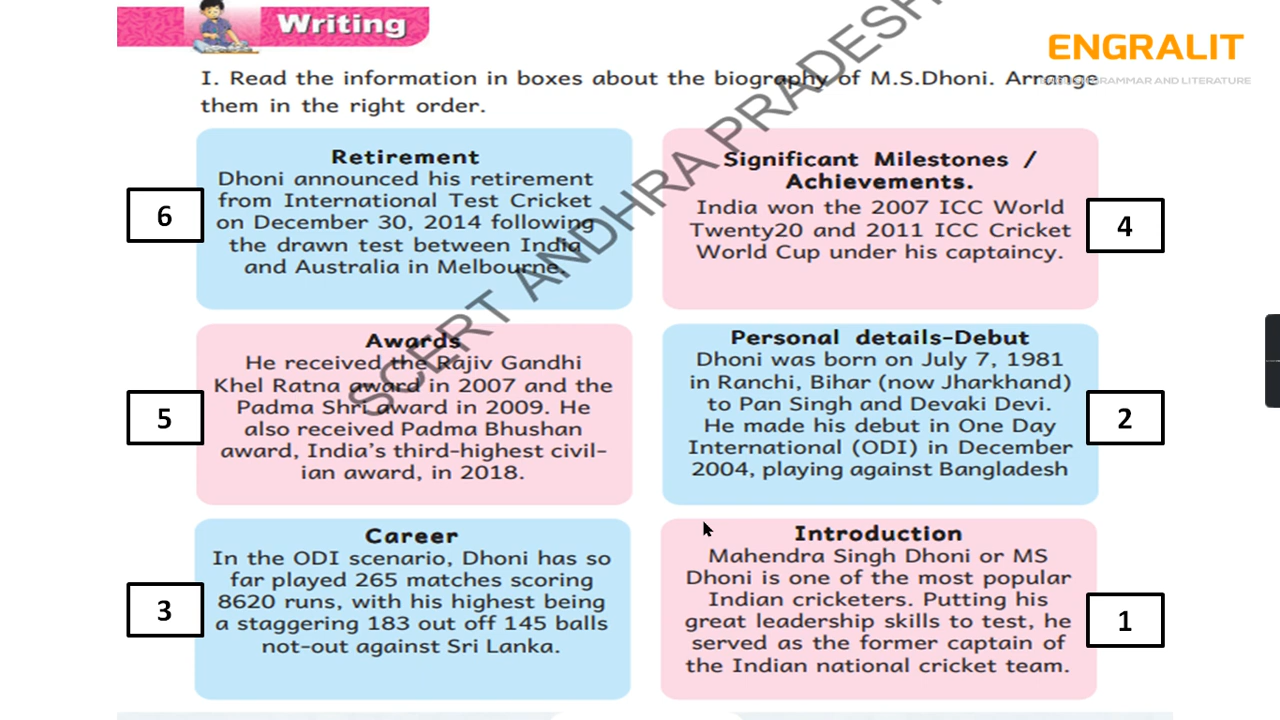 Writing
ENGRALIT
GRAMMAR AND LITERATURE
I. Read the information in boxes about the biography of M.S.Dhoni. Arrange
them in the right order.
SCERT ANDHRA PRADESH
Retirement
Dhoni announced his retirement
from International Test Cricket
on December 30, 2014 following
the drawn test between India
and Australia in Melbourne.
6
Significant Milestones /
Achievements.
India won the 2007 ICC World
Twenty20 and 2011 ICC Cricket
World Cup under his captaincy.
4
Awards
He received the Rajiv Gandhi
Khel Ratna award in 2007 and the
Padma Shri award in 2009. He
also received Padma Bhushan
award, India's third-highest civil-
ian award, in 2018.
5
Personal details-Debut
Dhoni was born on July 7, 1981
in Ranchi, Bihar (now Jharkhand)
to Pan Singh and Devaki Devi.
He made his debut in One Day
International (ODI) in December
2004, playing against Bangladesh
2
Career
In the ODI scenario, Dhoni has so
far played 265 matches scoring
8620 runs, with his highest being
a staggering 183 out off 145 balls
not-out against Sri Lanka.
3
Introduction
Mahendra Singh Dhoni or MS
Dhoni is one of the most popular
Indian cricketers. Putting his
great leadership skills to test, he
served as the former captain of
the Indian national cricket team.
1